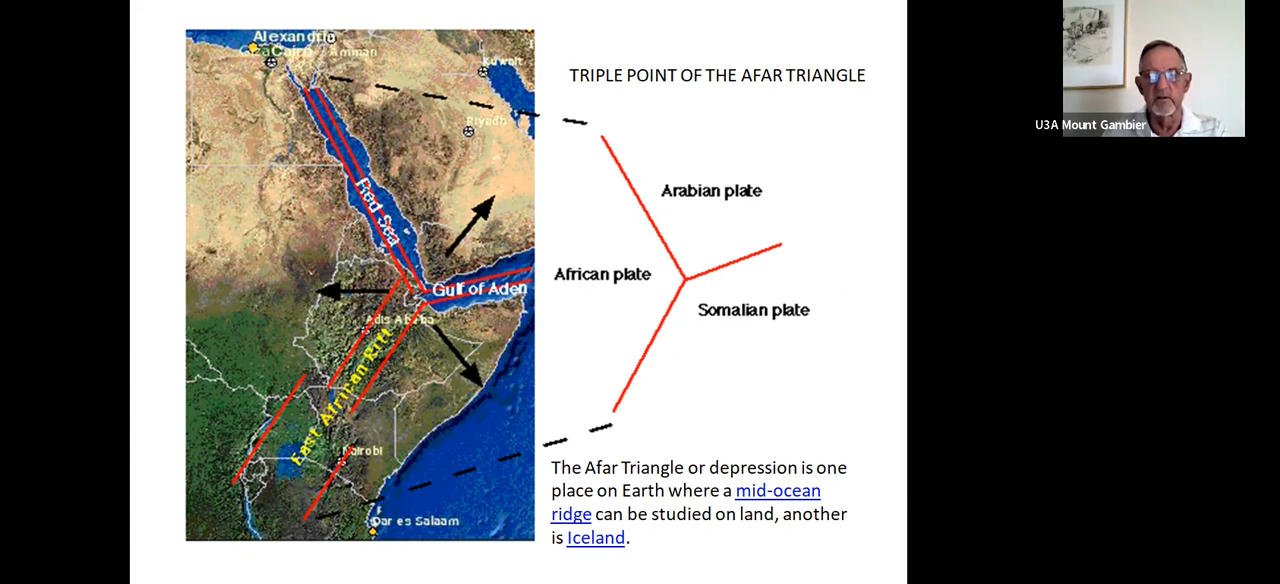 Alexandria
Giza Cairo
Amman
Kuwait
Riyadh
TRIPLE POINT OF THE AFAR TRIANGLE
U3A Mount Gambier
Red Sea
Arabian plate
African plate
Gulf of Aden
Somalian plate
Adis Abeba
East African Rift
Nairobi
Dar es Salaam
The Afar Triangle or depression is one
place on Earth where a mid-ocean
ridge can be studied on land, another
is Iceland.